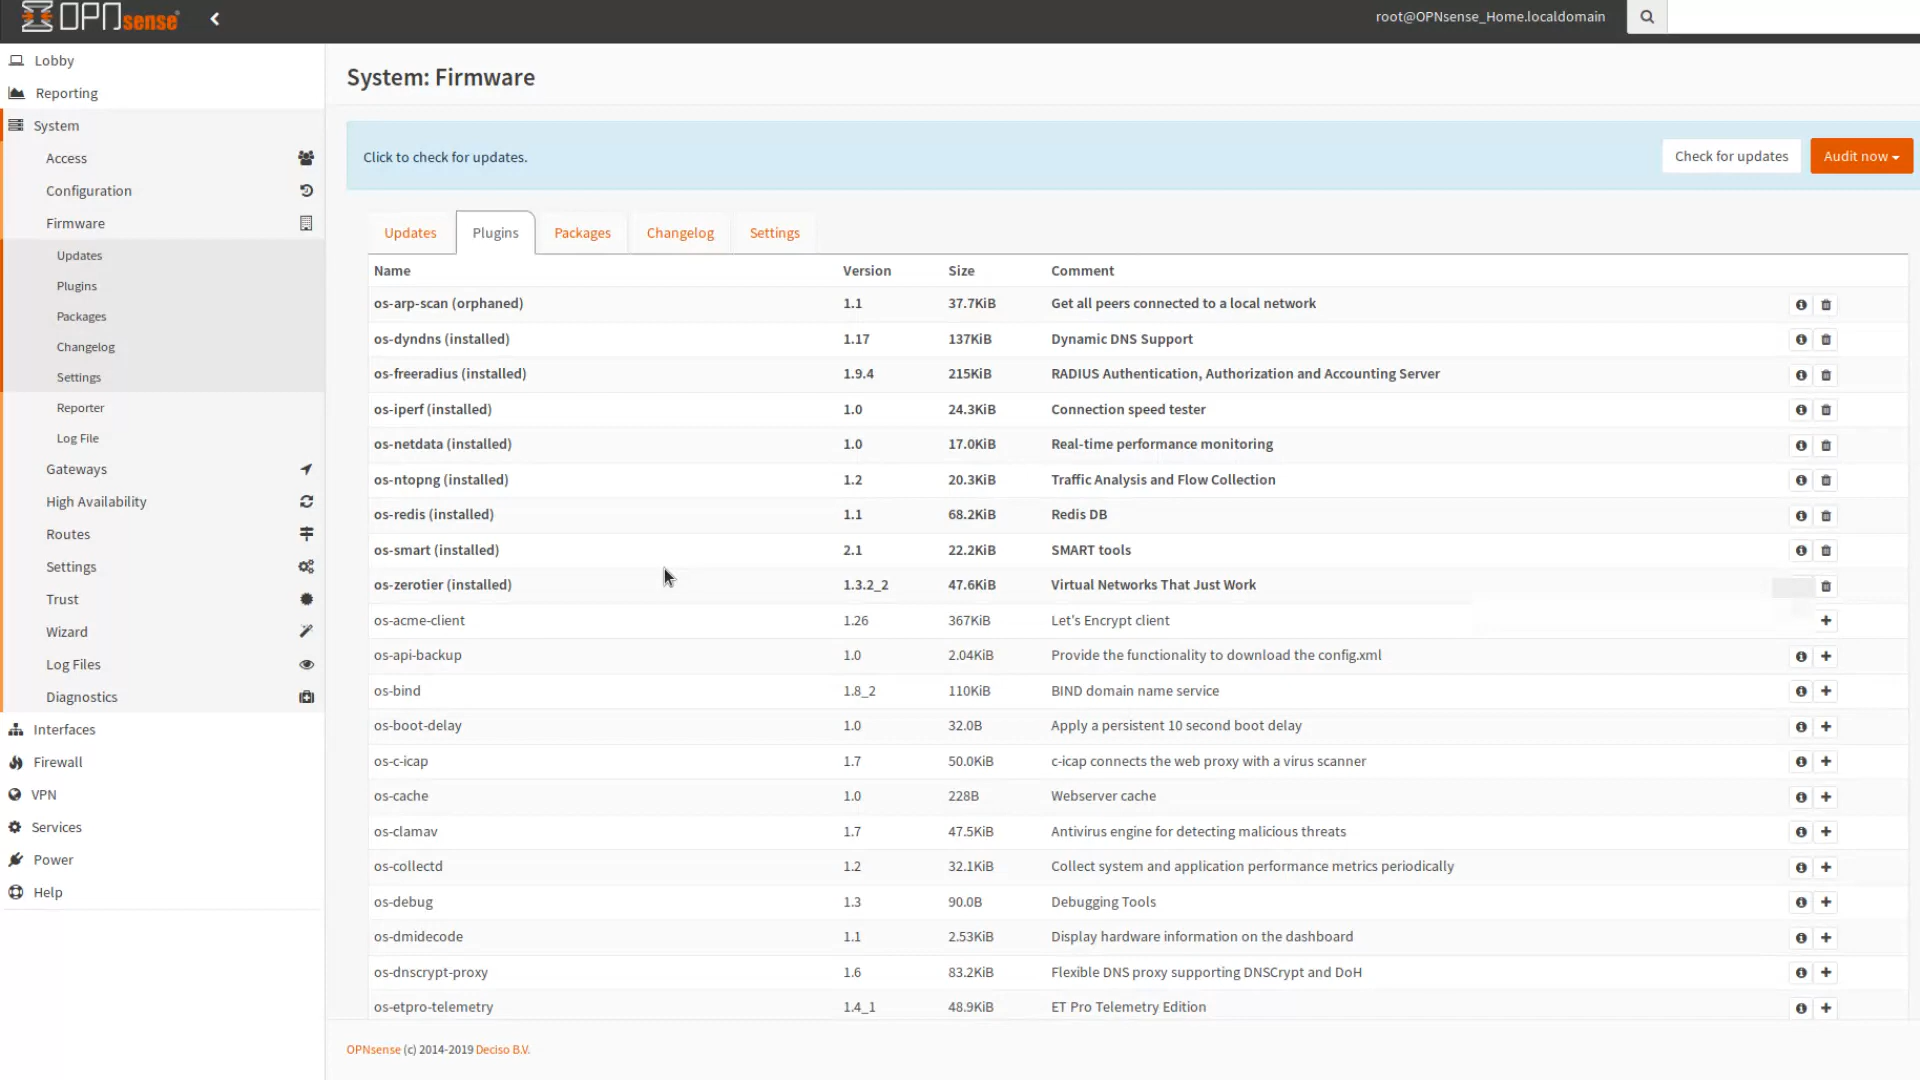 OPNsense
root@OPNsense_Home.localdomain
Lobby
Reporting
System
Access
Configuration
Firmware
Updates
Plugins
Packages
Changelog
Settings
Reporter
Log File
Gateways
High Availability
Routes
Settings
Trust
Wizard
Log Files
Diagnostics
Interfaces
Firewall
VPN
Services
Power
Help
System: Firmware
Click to check for updates.
Check for updates
Audit now
Updates Plugins Packages Changelog Settings
Name Version Size Comment
os-arp-scan (orphaned) 1.1 37.7KiB Get all peers connected to a local network
os-dyndns (installed) 1.17 137KiB Dynamic DNS Support
os-freeradius (installed) 1.9.4 215KiB RADIUS Authentication, Authorization and Accounting Server
os-iperf (installed) 1.0 24.3KiB Connection speed tester
os-netdata (installed) 1.0 17.0KiB Real-time performance monitoring
os-ntopng (installed) 1.2 20.3KiB Traffic Analysis and Flow Collection
os-redis (installed) 1.1 68.2KiB Redis DB
os-smart (installed) 2.1 22.2KiB SMART tools
os-zerotier (installed) 1.3.2_2 47.6KiB Virtual Networks That Just Work
os-acme-client 1.26 367KiB Let's Encrypt client
os-api-backup 1.0 2.04KiB Provide the functionality to download the config.xml
os-bind 1.8_2 110KiB BIND domain name service
os-boot-delay 1.0 32.0B Apply a persistent 10 second boot delay
os-c-icap 1.7 50.0KiB c-icap connects the web proxy with a virus scanner
os-cache 1.0 228B Webserver cache
os-clamav 1.7 47.5KiB Antivirus engine for detecting malicious threats
os-collectd 1.2 32.1KiB Collect system and application performance metrics periodically
os-debug 1.3 90.0B Debugging Tools
os-dmidecode 1.1 2.53KiB Display hardware information on the dashboard
os-dnscrypt-proxy 1.6 83.2KiB Flexible DNS proxy supporting DNSCrypt and DoH
os-etpro-telemetry 1.4_1 48.9KiB ET Pro Telemetry Edition
OPNsense (c) 2014-2019 Deciso B.V.